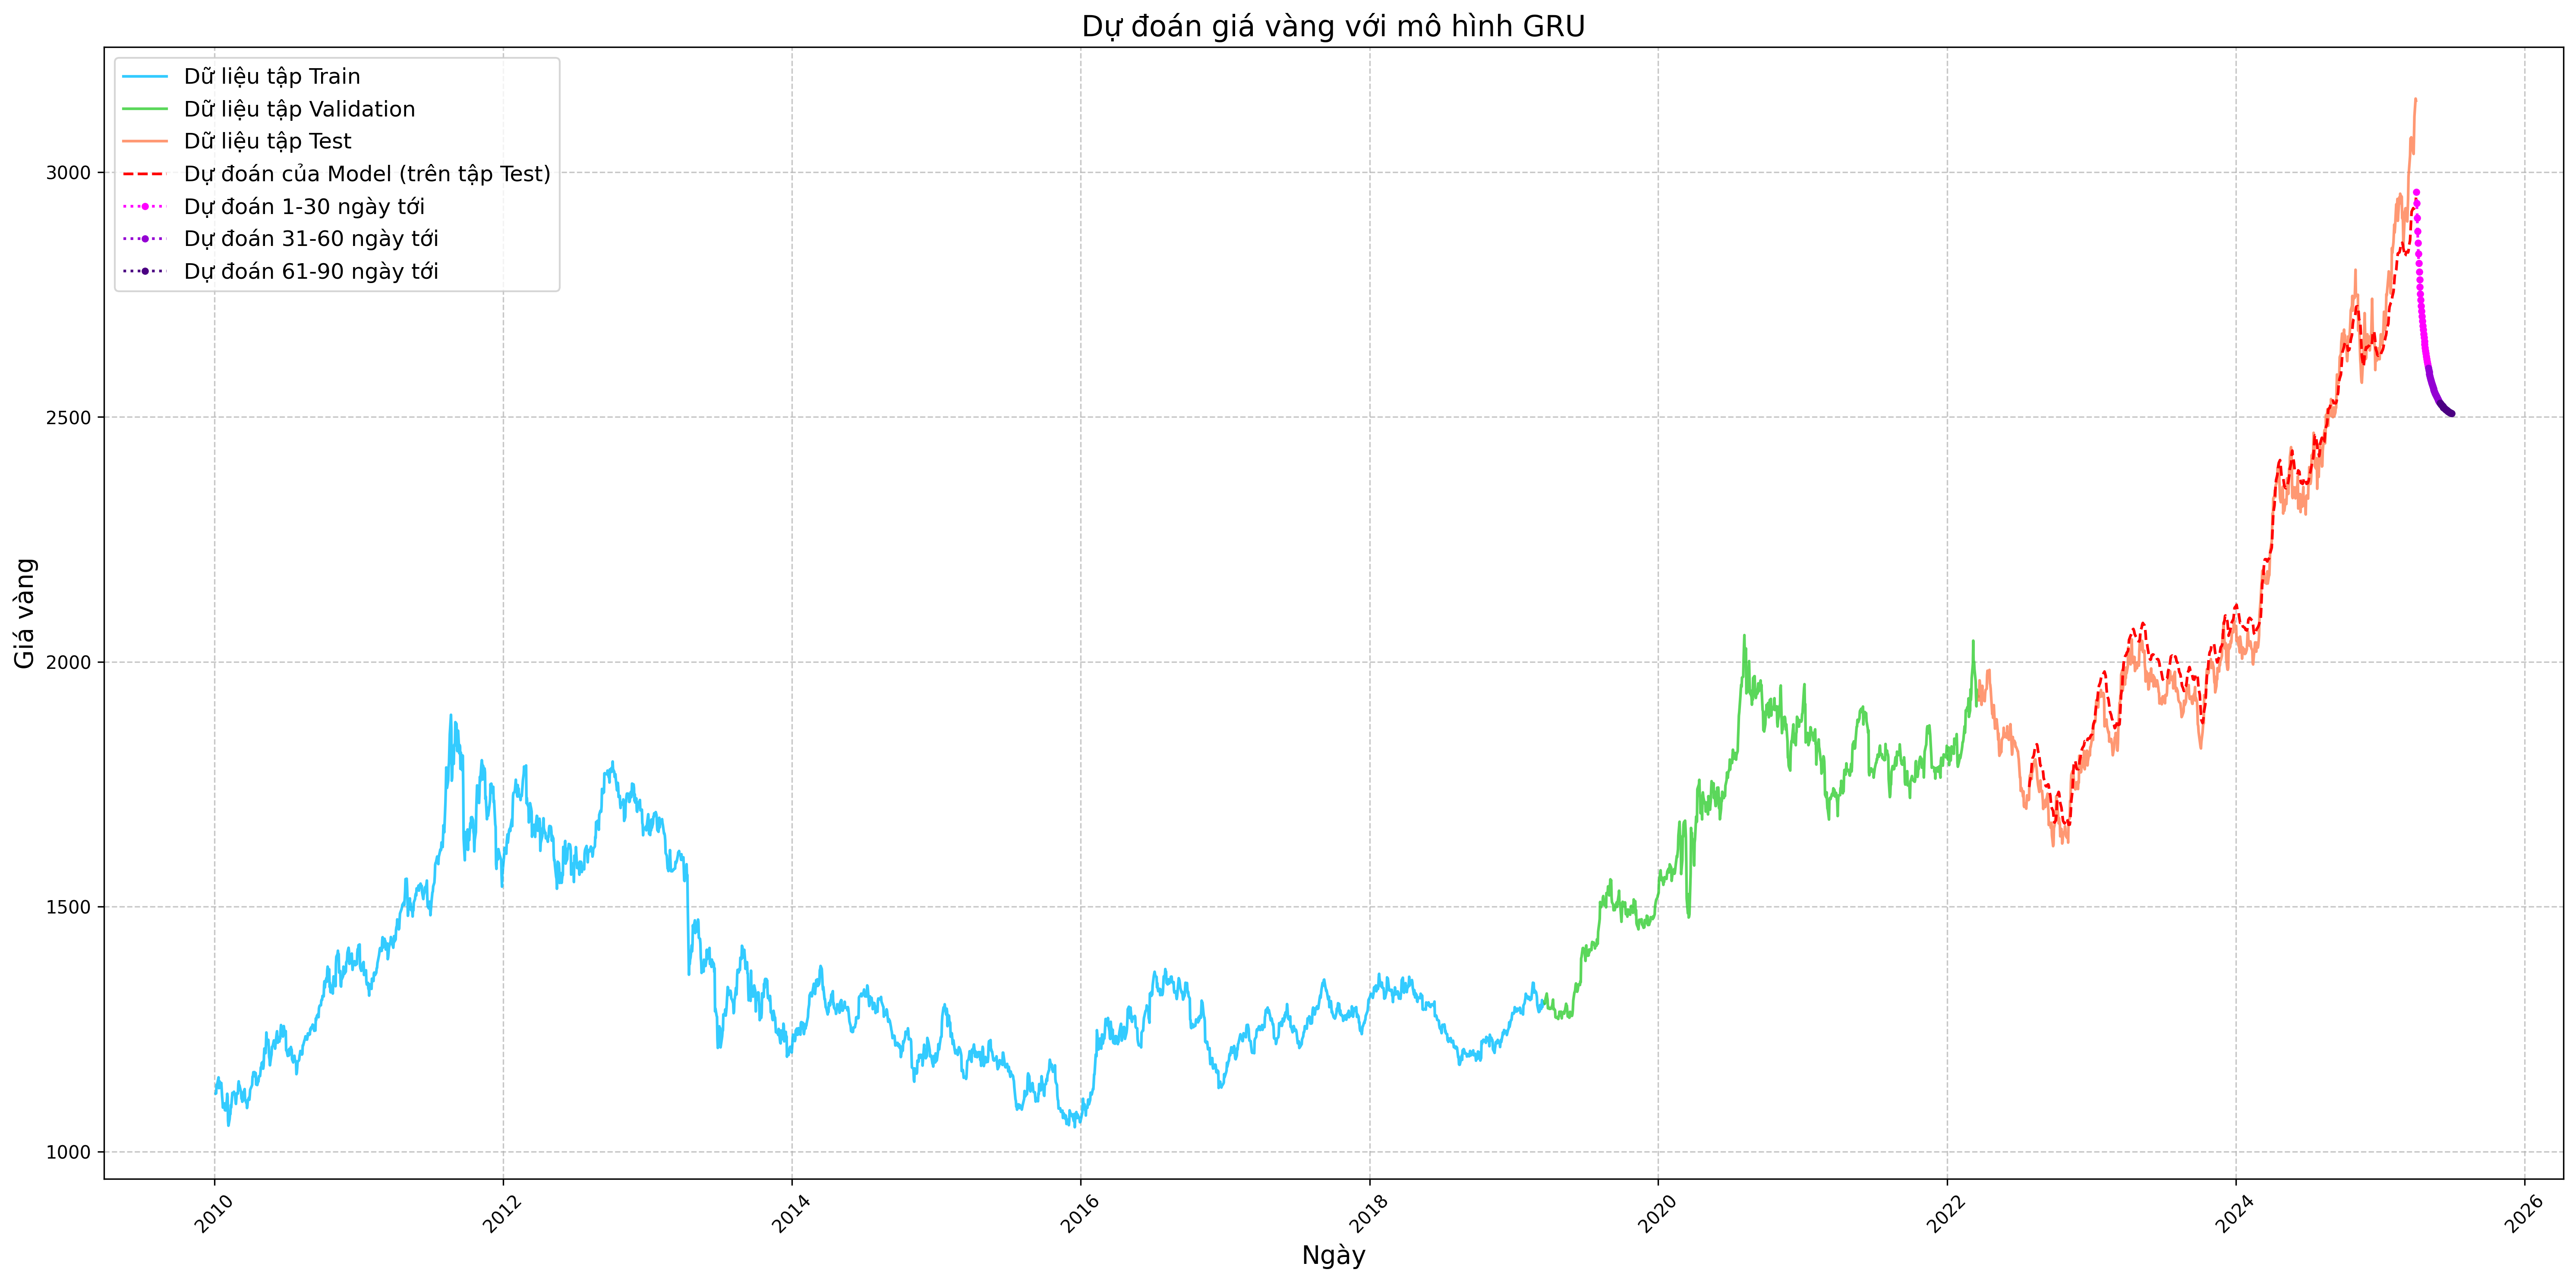 Dự đoán giá vàng với mô hình GRU
Dữ liệu tập Train
Dữ liệu tập Validation
Dữ liệu tập Test
Dự đoán của Model (trên tập Test)
Dự đoán 1-30 ngày tới
Dự đoán 31-60 ngày tới
Dự đoán 61-90 ngày tới
Giá vàng
3000
2500
2000
1500
1000
2010
2012
2014
2016
2018
2020
2022
2024
2026
Ngày